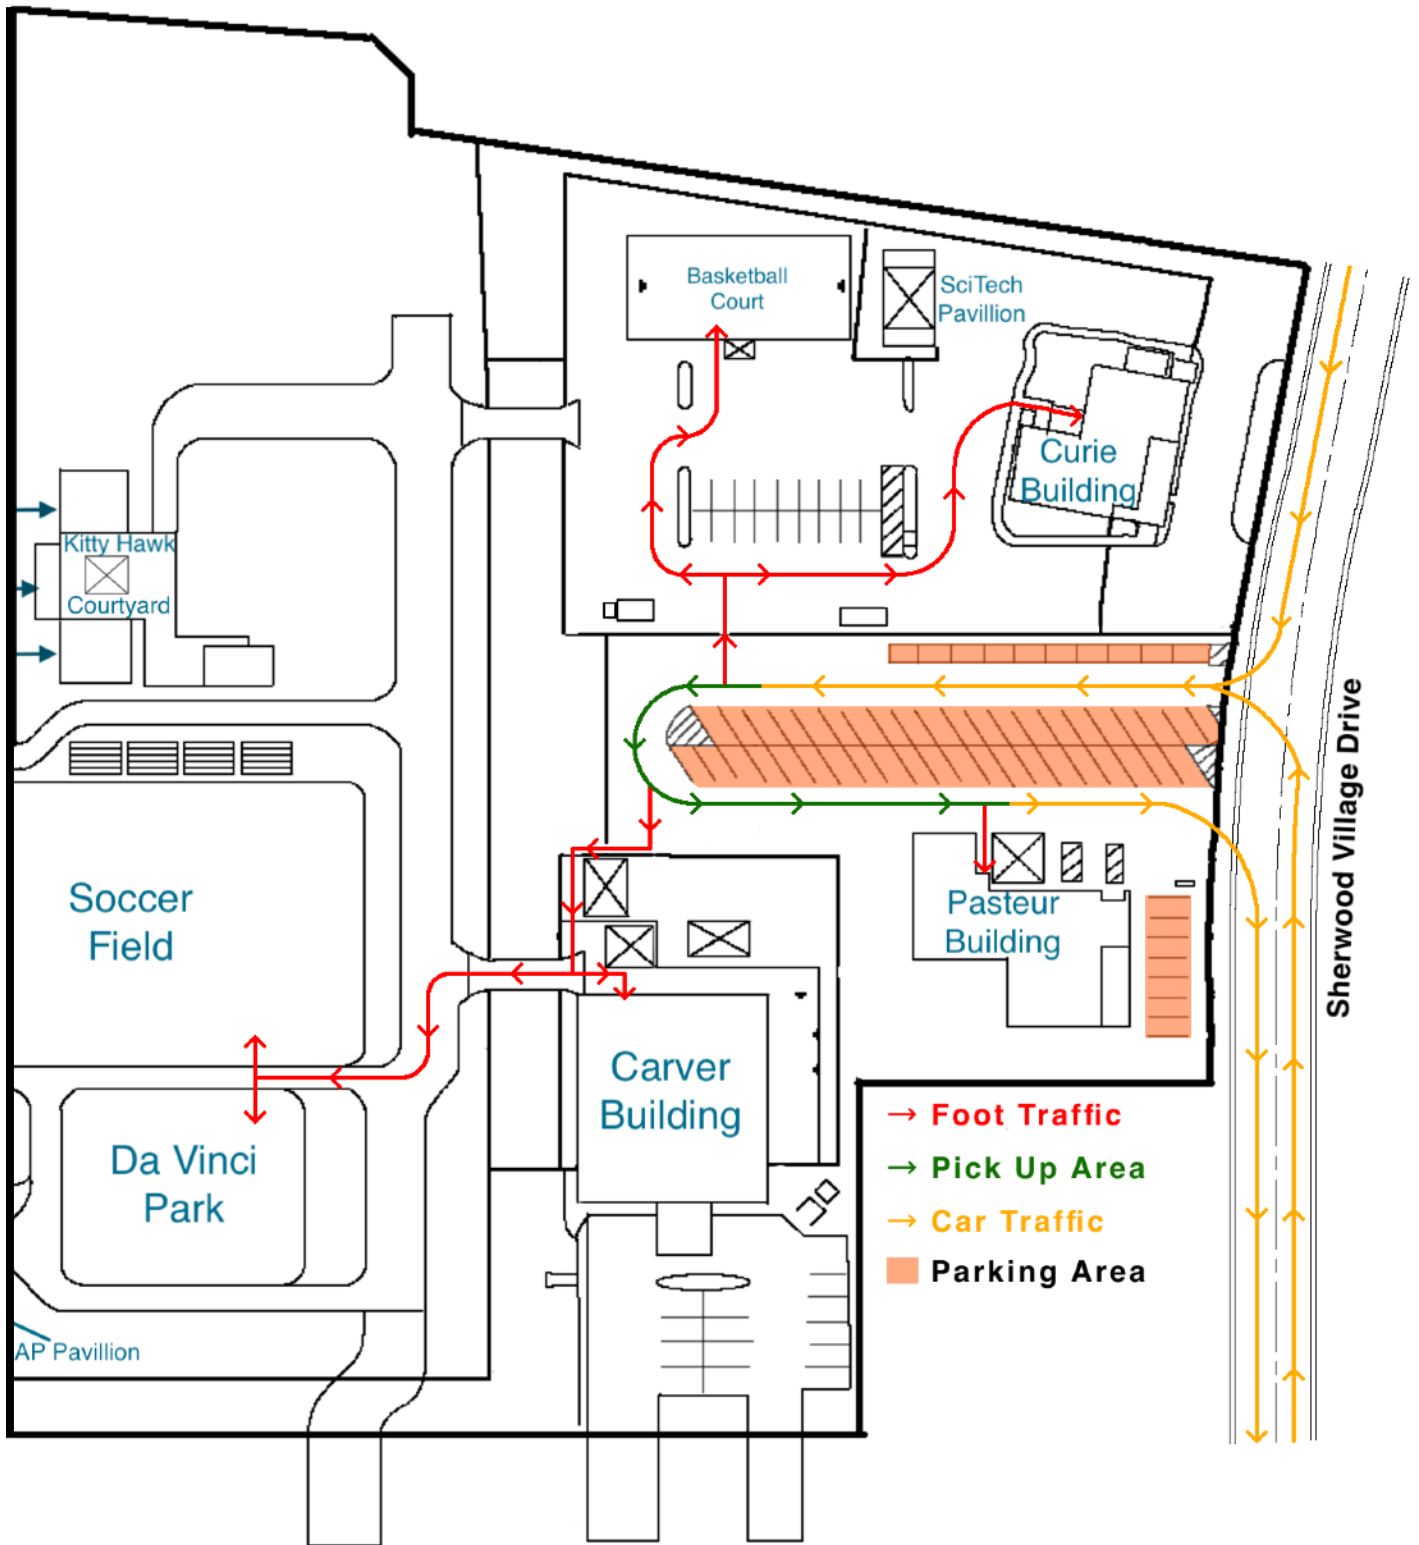 Basketball
Court
SciTech
Pavillion
Curie
Building
Kitty Hawk
Courtyard
Sherwood Village Drive
Soccer
Field
Pasteur
Building
Carver
Building
Da Vinci
Park
AP Pavillion
→ Foot Traffic
→ Pick Up Area
→ Car Traffic
Parking Area